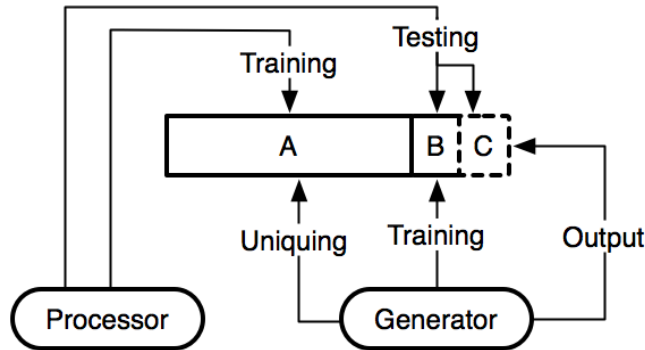 Testing
Training
A
B
C
Uniquing
Training
Output
Processor
Generator